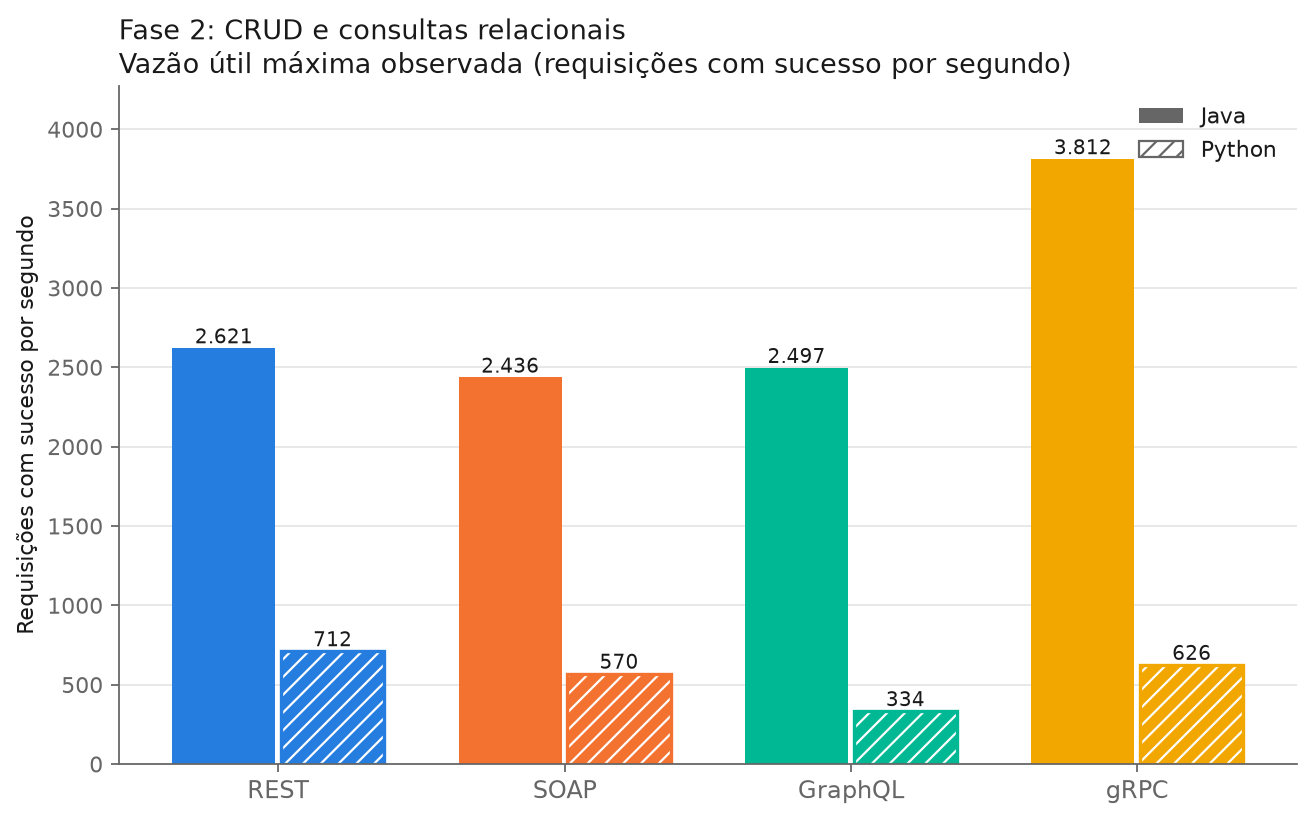 Fase 2: CRUD e consultas relacionais
Vazão útil máxima observada (requisições com sucesso por segundo)
Java
Python
Requisições com sucesso por segundo
4000
3500
3000
2500
2000
1500
1000
500
0
2.621
712
2.436
570
2.497
334
3.812
626
REST
SOAP
GraphQL
gRPC